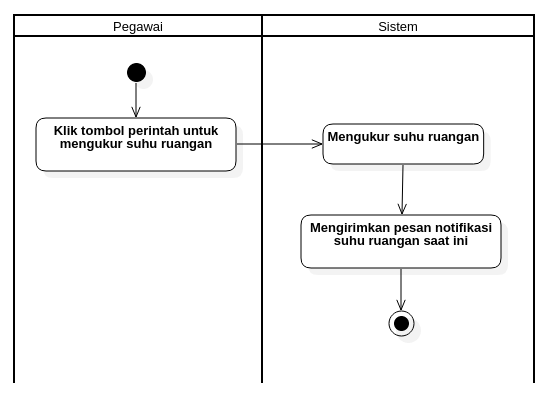 Pegawai
Sistem
Klik tombol perintah untuk
mengukur suhu ruangan
Mengukur suhu ruangan
Mengirimkan pesan notifikasi
suhu ruangan saat ini